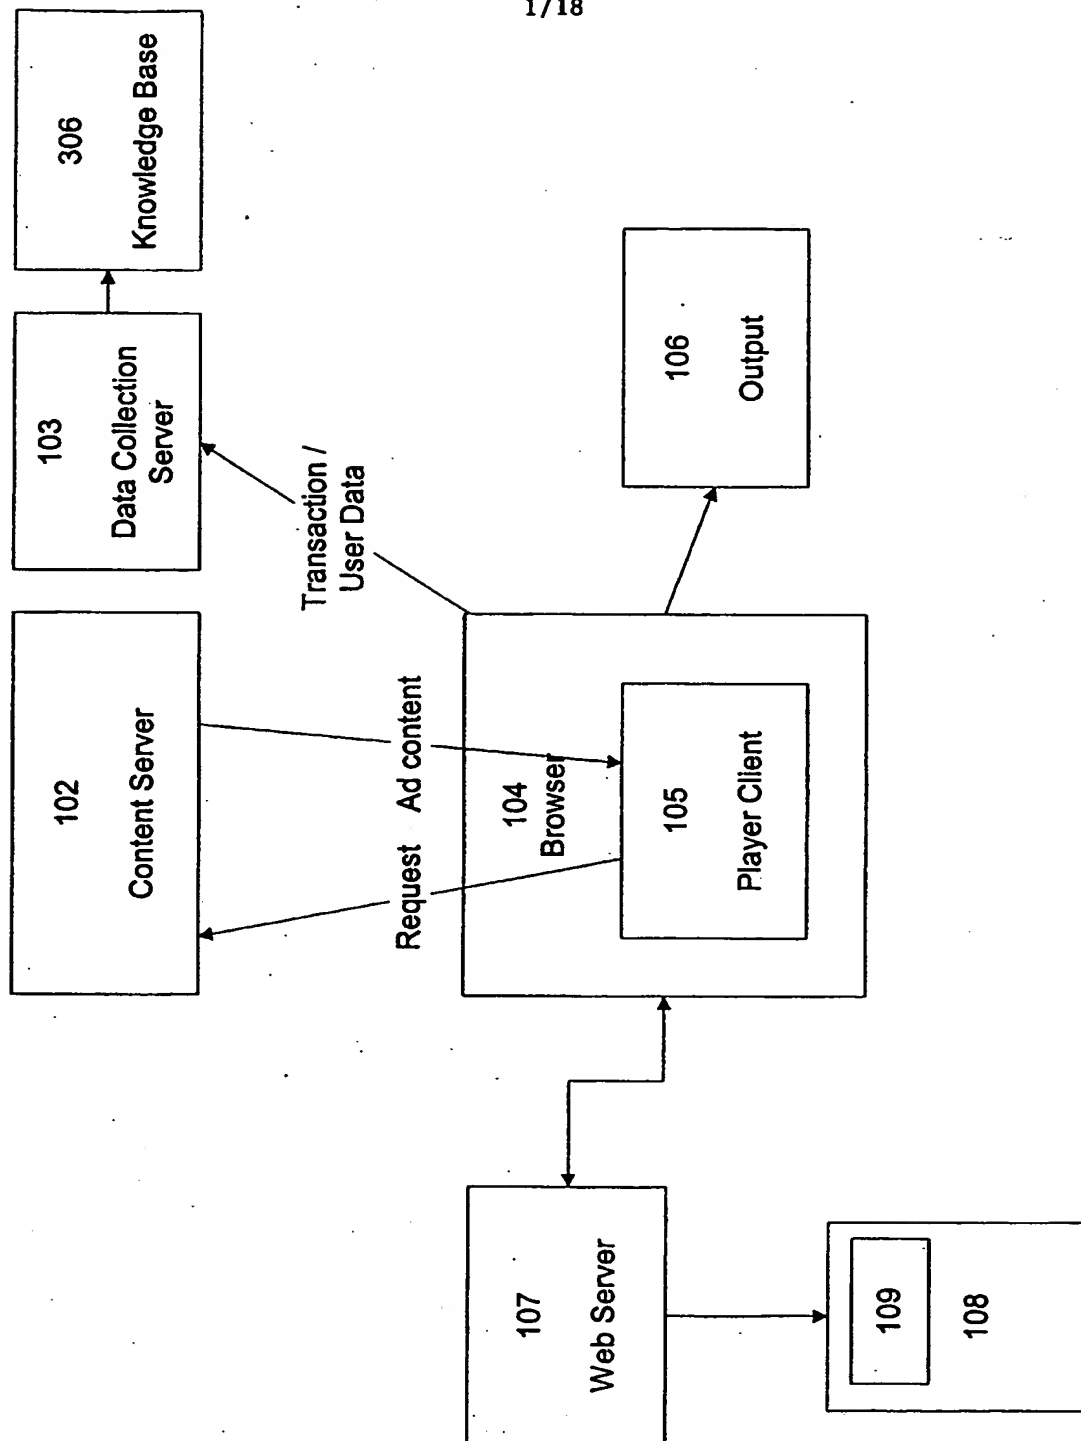 1/18
102
Content Server
103
Data Collection
Server
306
Knowledge Base
Request
Ad content
Transaction /
User Data
107
Web Server
104
Browser
105
Player Client
106
Output
109
108